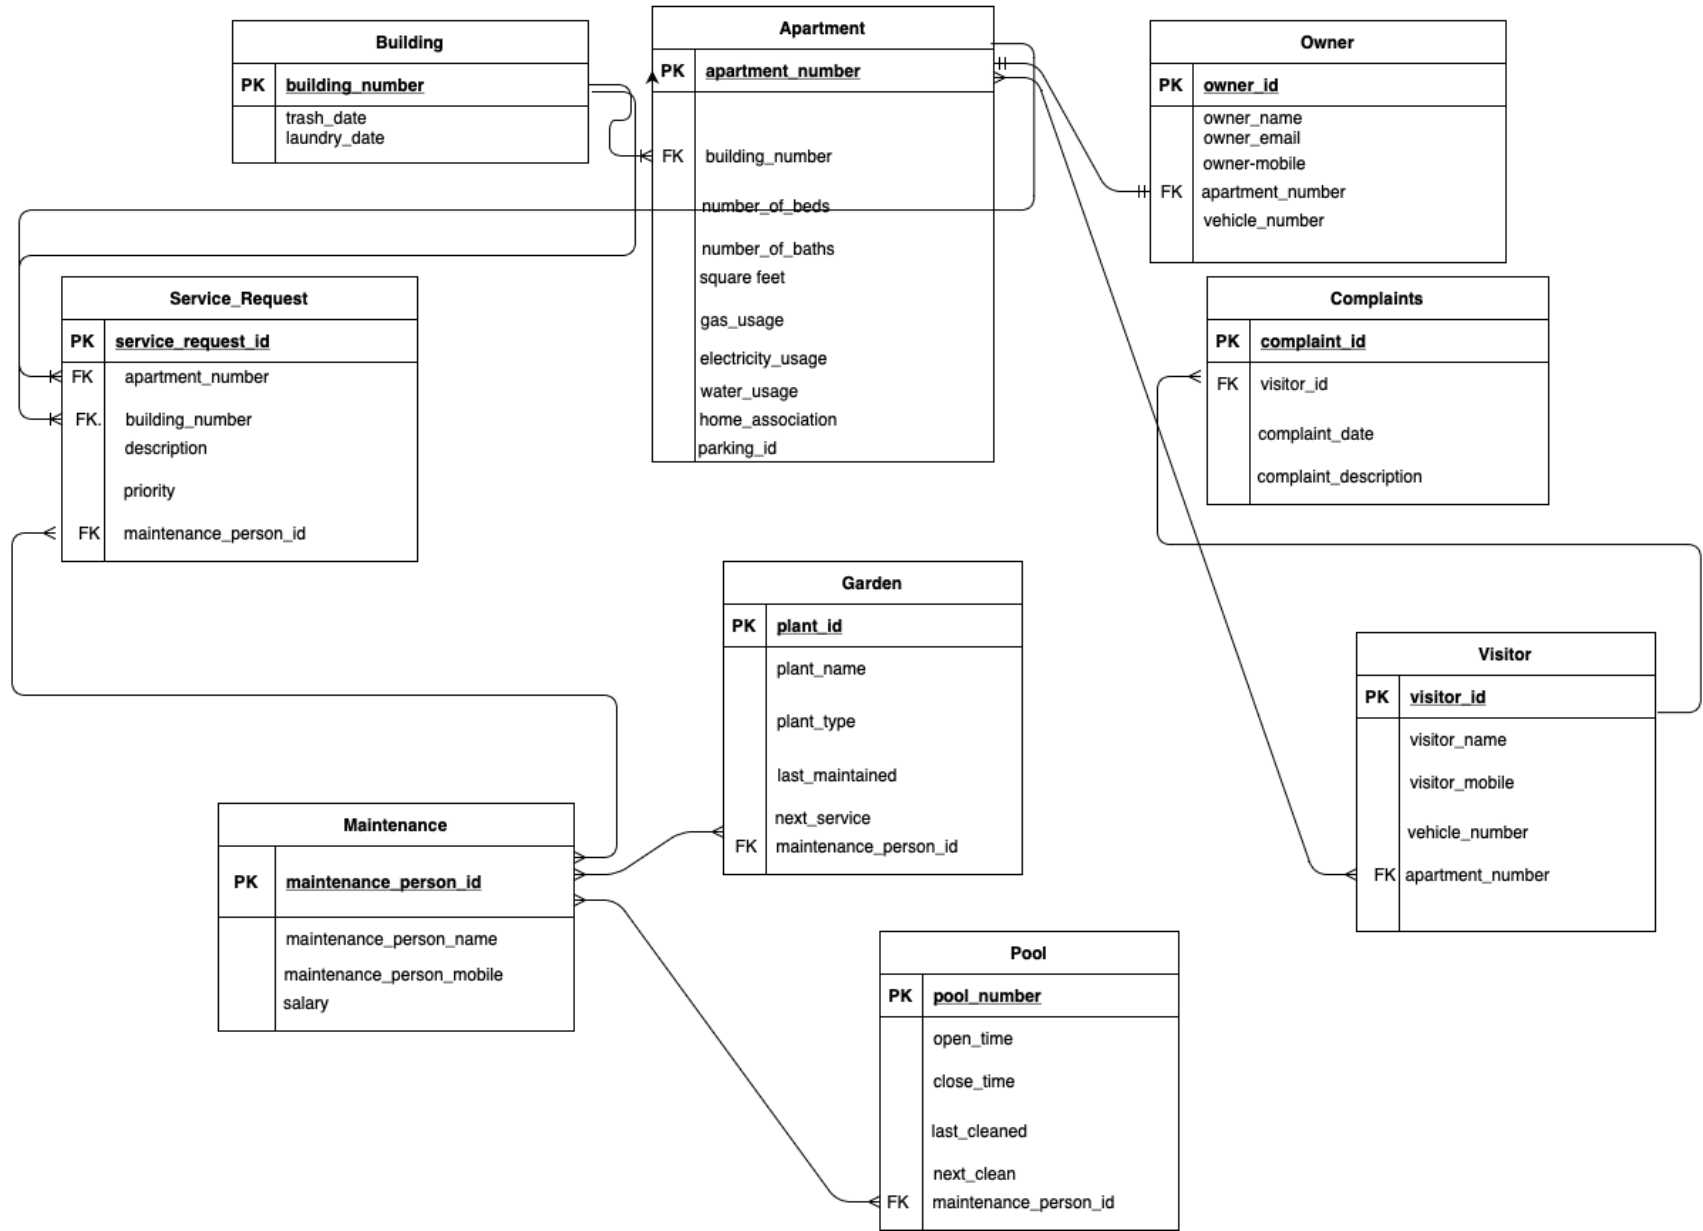 Building
PK building_number
trash_date
laundry_date
Apartment
PK apartment_number
FK building_number
number_of_beds
number_of_baths
square feet
gas_usage
electricity_usage
water_usage
home_association
parking_id
Owner
PK owner_id
owner_name
owner_email
owner-mobile
FK apartment_number
vehicle_number
Service_Request
PK service_request_id
FK apartment_number
FK. building_number
description
priority
FK maintenance_person_id
Complaints
PK complaint_id
FK visitor_id
complaint_date
complaint_description
Garden
PK plant_id
plant_name
plant_type
last_maintained
next_service
FK maintenance_person_id
Visitor
PK visitor_id
visitor_name
visitor_mobile
vehicle_number
FK apartment_number
Maintenance
PK maintenance_person_id
maintenance_person_name
maintenance_person_mobile
salary
Pool
PK pool_number
open_time
close_time
last_cleaned
next_clean
FK maintenance_person_id